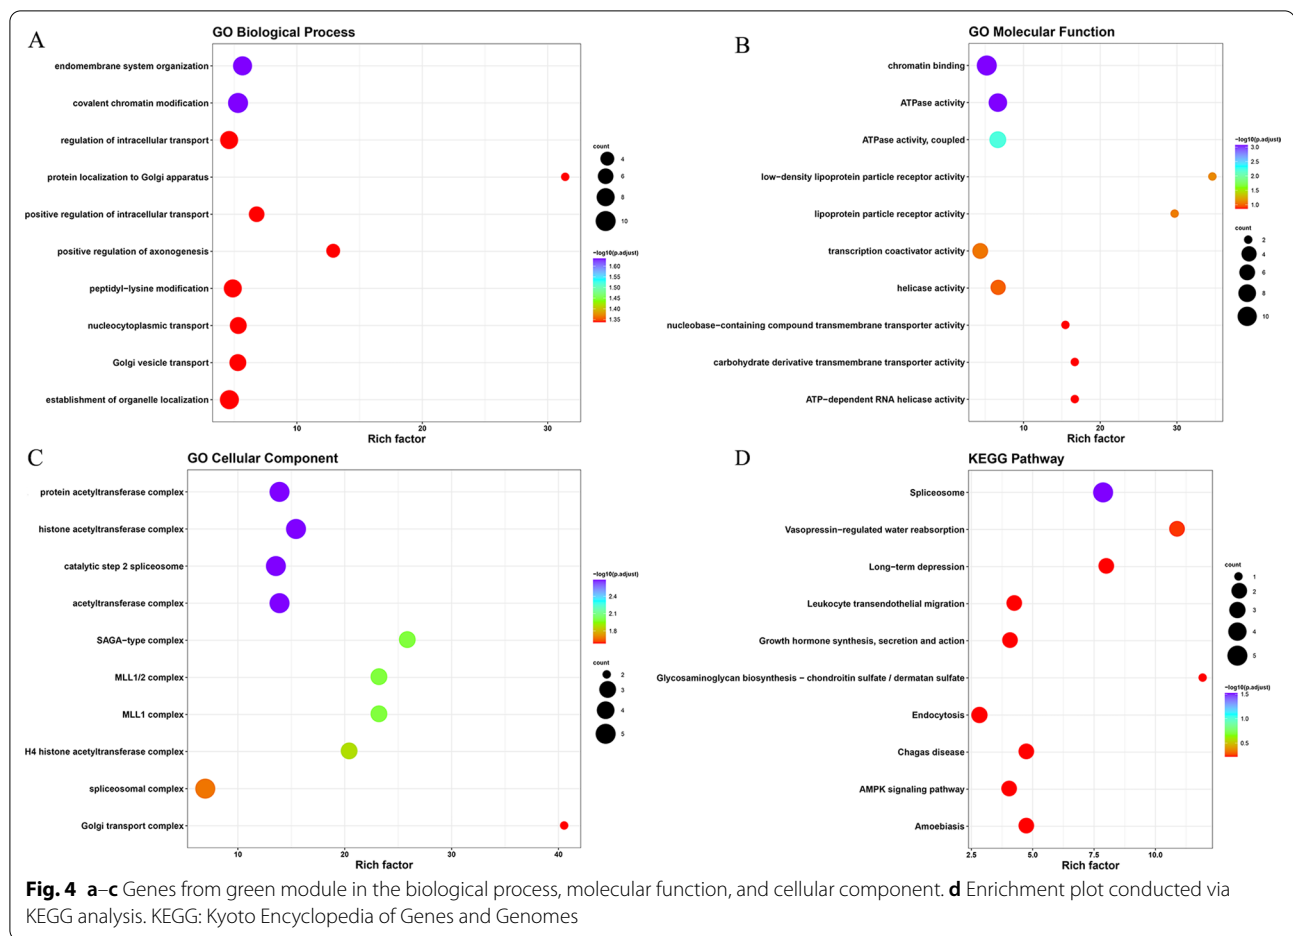 A
GO Biological Process
endomembrane system organization
covalent chromatin modification
regulation of intracellular transport
protein localization to Golgi apparatus
positive regulation of intracellular transport
positive regulation of axonogenesis
peptidyl−lysine modification
nucleocytoplasmic transport
Golgi vesicle transport
establishment of organelle localization
10
20
30
Rich factor
count
4
6
8
10
−log10(p.adjust)
1.60
1.55
1.50
1.45
1.40
1.35
B
GO Molecular Function
chromatin binding
ATPase activity
ATPase activity, coupled
low−density lipoprotein particle receptor activity
lipoprotein particle receptor activity
transcription coactivator activity
helicase activity
nucleobase−containing compound transmembrane transporter activity
carbohydrate derivative transmembrane transporter activity
ATP−dependent RNA helicase activity
10
20
30
Rich factor
−log10(p.adjust)
3.0
2.5
2.0
1.5
1.0
count
2
4
6
8
10
C
GO Cellular Component
protein acetyltransferase complex
histone acetyltransferase complex
catalytic step 2 spliceosome
acetyltransferase complex
SAGA−type complex
MLL1/2 complex
MLL1 complex
H4 histone acetyltransferase complex
spliceosomal complex
Golgi transport complex
10
20
30
40
Rich factor
−log10(p.adjust)
2.4
2.1
1.8
count
2
3
4
5
D
KEGG Pathway
Spliceosome
Vasopressin−regulated water reabsorption
Long−term depression
Leukocyte transendothelial migration
Growth hormone synthesis, secretion and action
Glycosaminoglycan biosynthesis − chondroitin sulfate / dermatan sulfate
Endocytosis
Chagas disease
AMPK signaling pathway
Amoebiasis
2.5
5.0
7.5
10.0
Rich factor
count
1
2
3
4
5
−log10(p.adjust)
1.5
1.0
0.5
Fig. 4 a–c Genes from green module in the biological process, molecular function, and cellular component. d Enrichment plot conducted via
KEGG analysis. KEGG: Kyoto Encyclopedia of Genes and Genomes